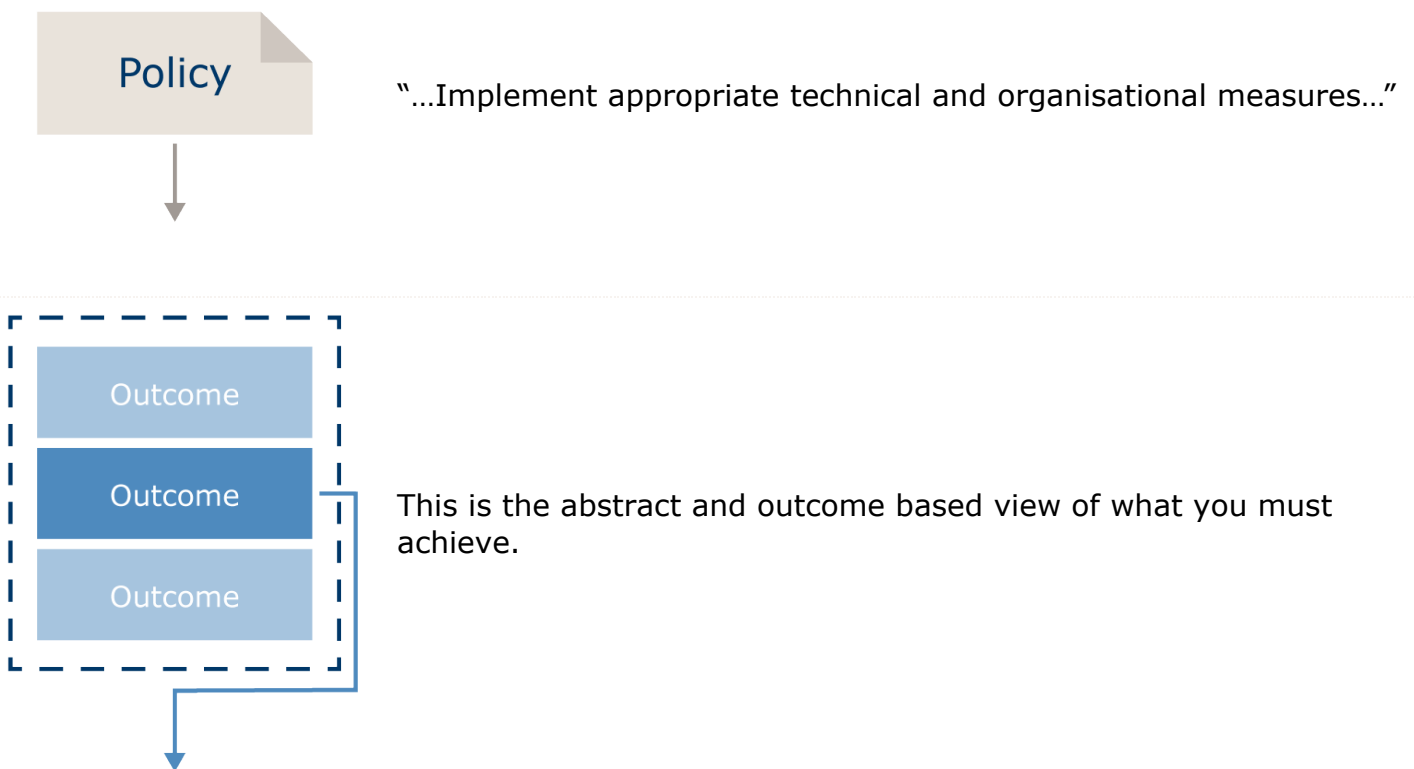 Policy
“…Implement appropriate technical and organisational measures…”
Outcome
Outcome
This is the abstract and outcome based view of what you must
achieve.
Outcome